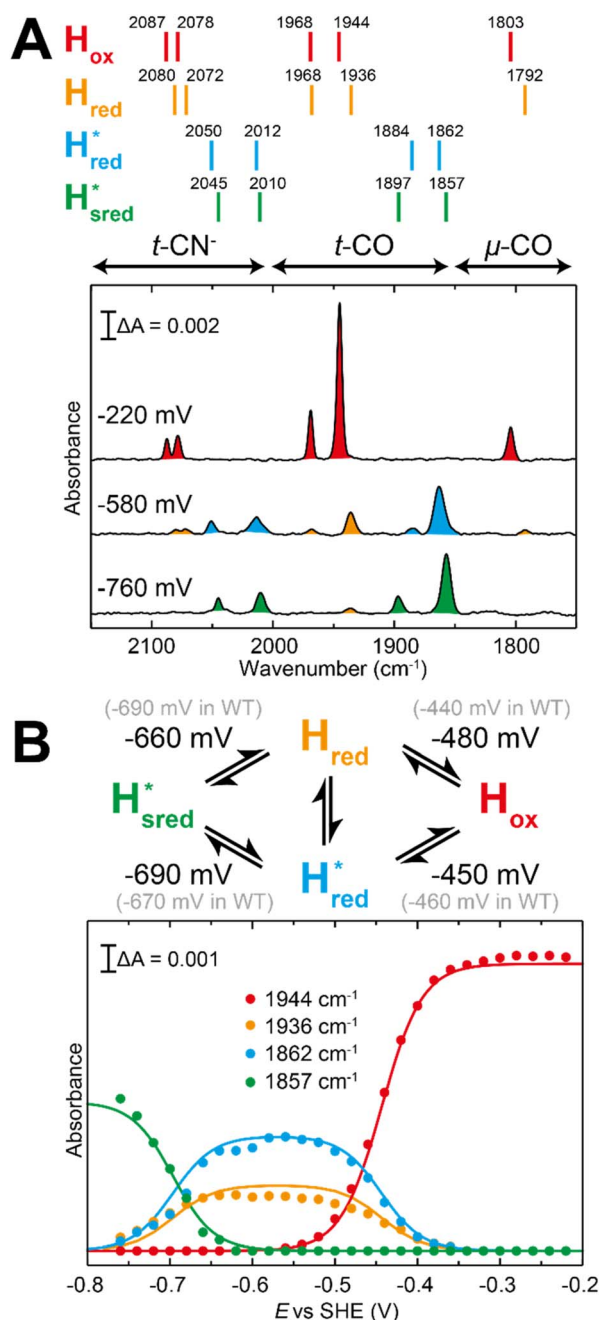 A
2087 2078 1968 1944 1803
Hox
2080 2072 1968 1936 1792
Hred
2050 2012 1884 1862
H*red
2045 2010 1897 1857
H*sred
t-CN- t-CO μ-CO
ΔA = 0.002
-220 mV
-580 mV
-760 mV
Absorbance
2100 2000 1900 1800
Wavenumber (cm-1)
B
(-690 mV in WT) (-440 mV in WT)
-660 mV Hred -480 mV
H*sred Hox
-690 mV H*red -450 mV
(-670 mV in WT) (-460 mV in WT)
ΔA = 0.001
1944 cm-1
1936 cm-1
1862 cm-1
1857 cm-1
Absorbance
-0.8 -0.7 -0.6 -0.5 -0.4 -0.3 -0.2
E vs SHE (V)